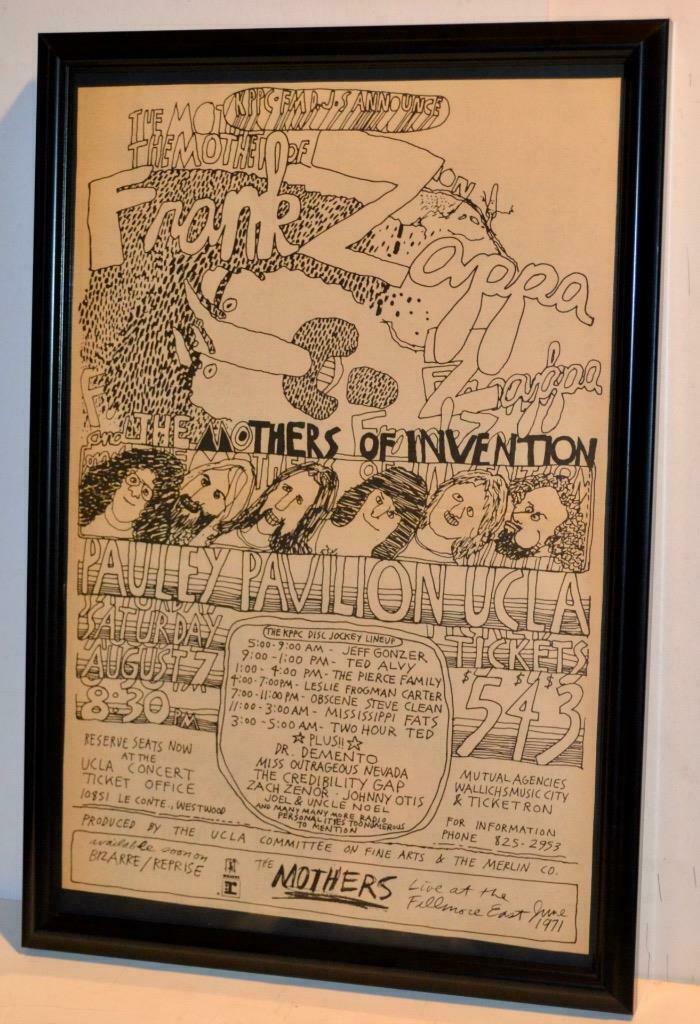 KPPC·FM D.J.S ANNOUNCE
THE MOT
THE MOTHER OF
ION
Frank Zappa
Zappa
and THE MOTHERS OF INVENTION
PAULEY PAVILION UCLA
SATURDAY
AUGUST 7
8:30 PM
TICKETS
$5 $4 $3
THE KPPC DISC JOCKEY LINEUP
5:00-9:00 AM - JEFF GONZER
9:00-1:00 PM - TED ALVY
1:00 - 4:00 PM - THE PIERCE FAMILY
4:00-7:00PM - LESLIE FROGMAN CARTER
7:00-11:00PM - OBSCENE STEVE CLEAN
11:00-3:00AM - MISSISSIPPI FATS
3:00-5:00AM - TWO HOUR TED
☆PLUS!!☆
DR. DEMENTO
MISS OUTRAGEOUS NEVADA
THE CREDIBILITY GAP
ZACH ZENOR · JOHNNY OTIS
JOEL & UNCLE NOEL
AND MANY MANY MORE RADIO
PERSONALITIES TOO NUMEROUS
TO MENTION
RESERVE SEATS NOW
AT THE
UCLA CONCERT
TICKET OFFICE
10851 LE CONTE, WESTWOOD
MUTUAL AGENCIES
WALLICHS MUSIC CITY
& TICKETRON
FOR INFORMATION
PHONE 825-2953
PRODUCED BY THE UCLA COMMITTEE ON FINE ARTS & THE MERLIN CO.
available soon on
BIZARRE/REPRISE
THE MOTHERS
Live at the
Fillmore East June
1971